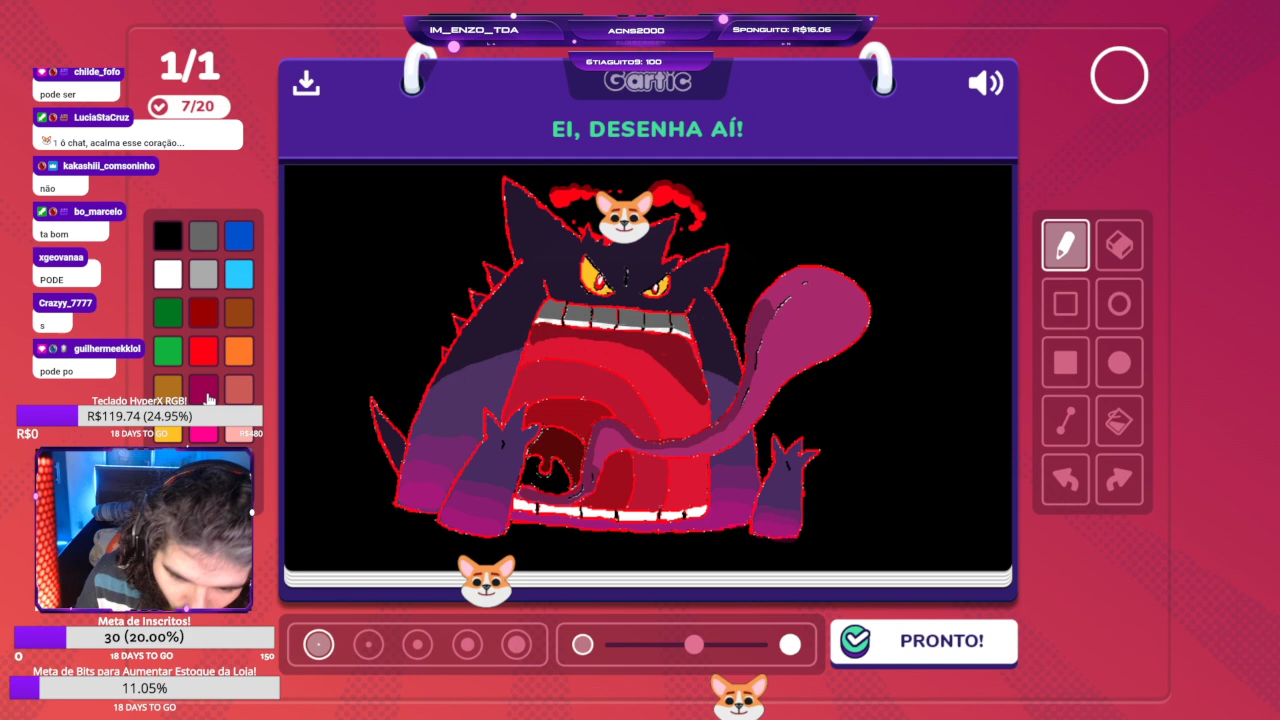 IM_ENZO_TDA
ACNS2000
SPONGUITO: R$16.06
6TIAGUITO9: 100
Gartic
EI, DESENHA AÍ!
1/1
7/20
childe_fofo
pode ser
LuciaStaCruz
1 ô chat, acalma esse coração...
kakashiii_comsoninho
não
bo_marcelo
ta bom
xgeovanaa
PODE
Crazyy_7777
s
guilhermeekklol
pode po
Teclado HyperX RGB!
R$119.74 (24.95%)
R$0
18 DAYS TO GO
R$480
Meta de Inscritos!
30 (20.00%)
0
18 DAYS TO GO
150
Meta de Bits para Aumentar Estoque da Loja!
11.05%
18 DAYS TO GO
PRONTO!